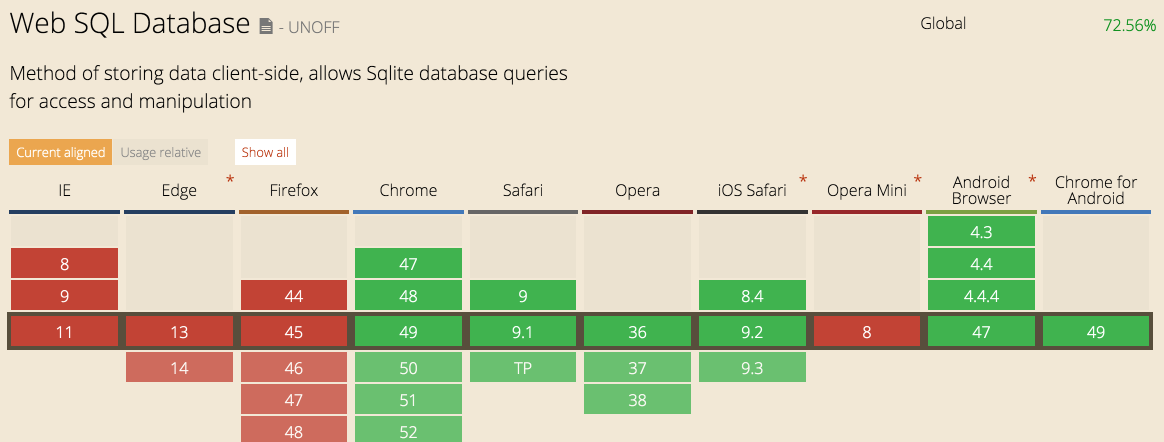 Web SQL Database - UNOFF
Global 72.56%
Method of storing data client-side, allows Sqlite database queries
for access and manipulation
Current aligned Usage relative Show all
IE Edge * Firefox Chrome Safari Opera iOS Safari * Opera Mini * Android Browser * Chrome for Android
4.3
8 47 4.4
9 44 48 9 8.4 4.4.4
11 13 45 49 9.1 36 9.2 8 47 49
14 46 50 TP 37 9.3
47 51 38
48 52